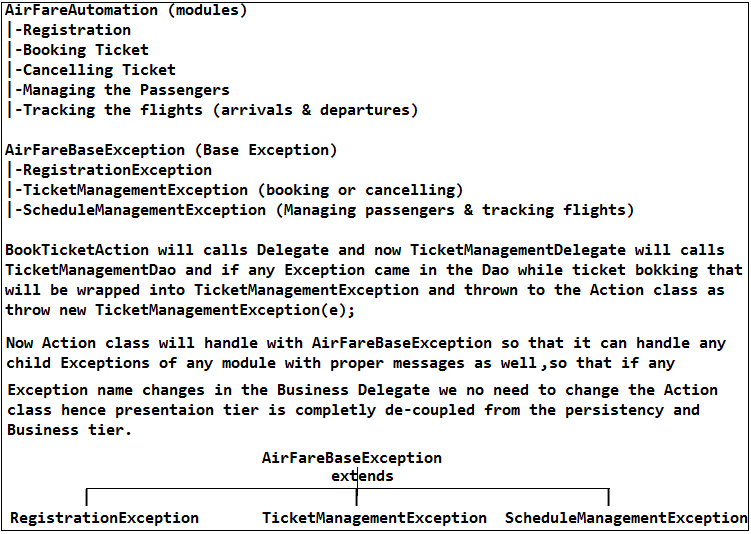 AirFareAutomation (modules)
|-Registration
|-Booking Ticket
|-Cancelling Ticket
|-Managing the Passengers
|-Tracking the flights (arrivals & departures)
AirFareBaseException (Base Exception)
|-RegistrationException
|-TicketManagementException (booking or cancelling)
|-ScheduleManagementException (Managing passengers & tracking flights)
BookTicketAction will calls Delegate and now TicketManagementDelegate will calls
TicketManagementDao and if any Exception came in the Dao while ticket bokking that
will be wrapped into TicketManagementException and thrown to the Action class as
throw new TicketManagementException(e);
Now Action class will handle with AirFareBaseException so that it can handle any
child Exceptions of any module with proper messages as well,so that if any
Exception name changes in the Business Delegate we no need to change the Action
class hence presentaion tier is completly de-coupled from the persistency and
Business tier.
AirFareBaseException
extends
RegistrationException TicketManagementException ScheduleManagementException